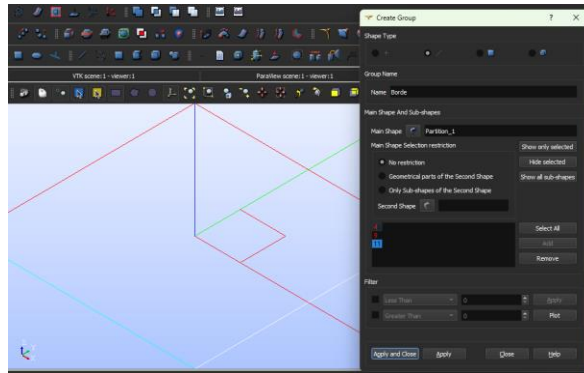 Create Group
? ×
Shape Type
Group Name
Name Borde
Main Shape And Sub-shapes
Main Shape Partition_1
Main Shape Selection restriction
No restriction
Geometrical parts of the Second Shape
Only Sub-shapes of the Second Shape
Second Shape
Show only selected
Hide selected
Show all sub-shapes
11
Select All
Add
Remove
Filter
Less Than 0 Apply
Greater Than 0 Plot
Apply and Close Apply Close Help
VTK scene:1 - viewer:1 ParaView scene:1 - viewer:1